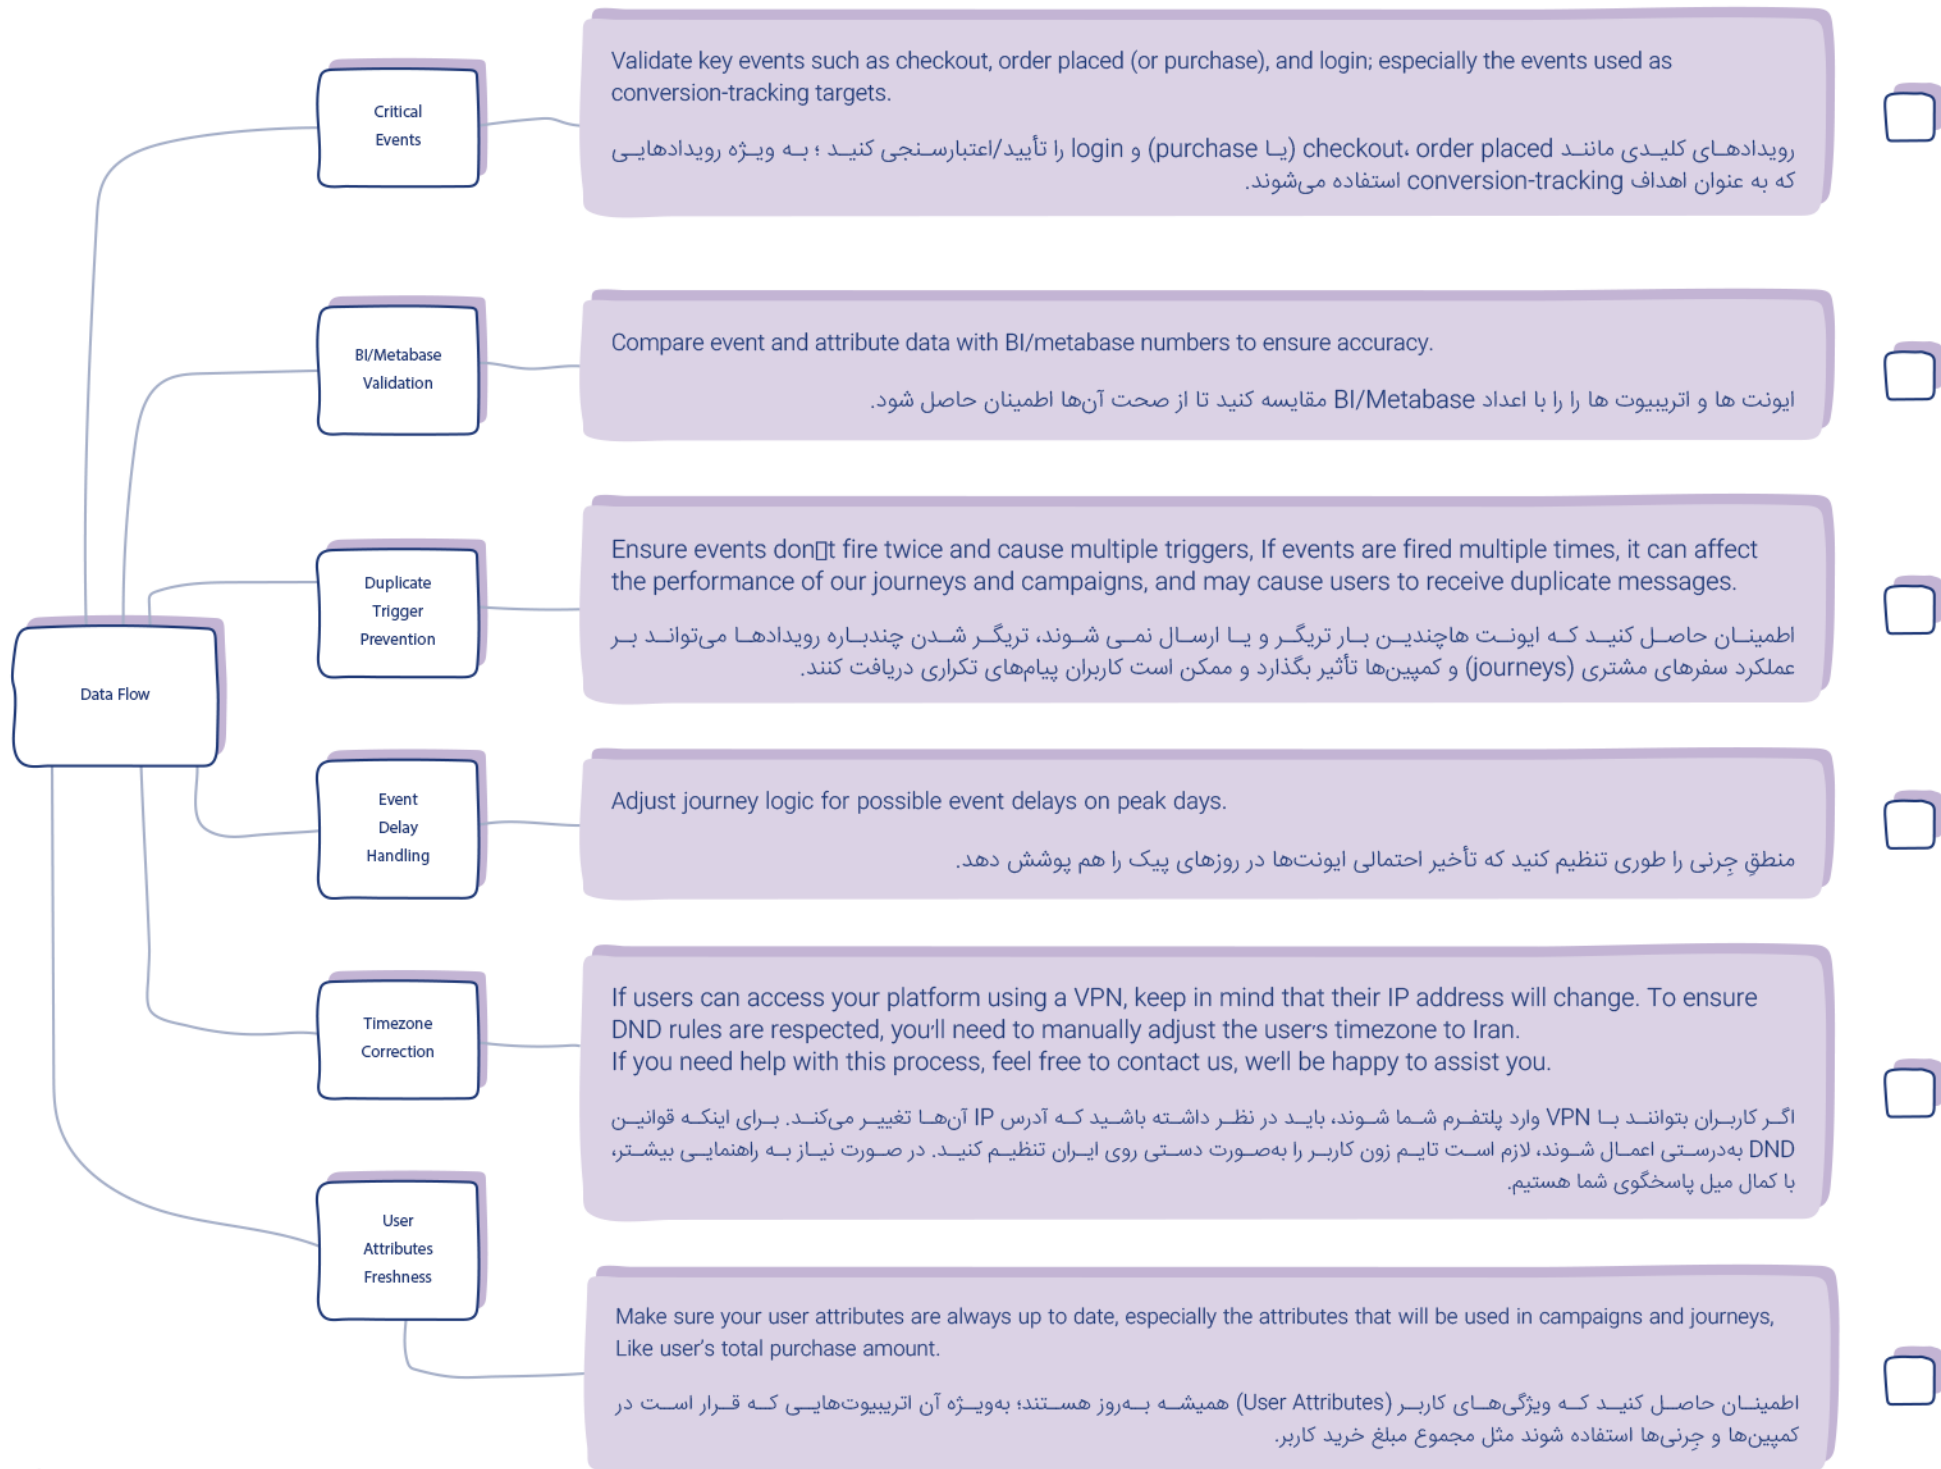 Data Flow
Critical
Events
Validate key events such as checkout, order placed (or purchase), and login; especially the events used as
conversion-tracking targets.
رویدادهای کلیدی مانند checkout، order placed (یا purchase) و login را تأیید/اعتبارسنجی کنید ؛ به ویژه رویدادهایی
که به عنوان اهداف conversion-tracking استفاده می‌شوند.
BI/Metabase
Validation
Compare event and attribute data with BI/metabase numbers to ensure accuracy.
ایونت ها و اتریبیوت ها را را با اعداد BI/Metabase مقایسه کنید تا از صحت آن‌ها اطمینان حاصل شود.
Duplicate
Trigger
Prevention
Ensure events don▯t fire twice and cause multiple triggers, If events are fired multiple times, it can affect
the performance of our journeys and campaigns, and may cause users to receive duplicate messages.
اطمینان حاصل کنید که ایونت هاچندین بار تریگر و یا ارسال نمی شوند، تریگر شدن چندباره رویدادها می‌تواند بر
عملکرد سفرهای مشتری (journeys) و کمپین‌ها تأثیر بگذارد و ممکن است کاربران پیام‌های تکراری دریافت کنند.
Event
Delay
Handling
Adjust journey logic for possible event delays on peak days.
منطقِ جِرنی را طوری تنظیم کنید که تأخیر احتمالی ایونت‌ها در روزهای پیک را هم پوشش دهد.
Timezone
Correction
If users can access your platform using a VPN, keep in mind that their IP address will change. To ensure
DND rules are respected, you'll need to manually adjust the user's timezone to Iran.
If you need help with this process, feel free to contact us, we'll be happy to assist you.
اگر کاربران بتوانند با VPN وارد پلتفرم شما شوند، باید در نظر داشته باشید که آدرس IP آن‌ها تغییر می‌کند. برای اینکه قوانین
DND به‌درستی اعمال شوند، لازم است تایم زون کاربر را به‌صورت دستی روی ایران تنظیم کنید. در صورت نیاز به راهنمایی بیشتر،
با کمال میل پاسخگوی شما هستیم.
User
Attributes
Freshness
Make sure your user attributes are always up to date, especially the attributes that will be used in campaigns and journeys,
Like user’s total purchase amount.
اطمینان حاصل کنید که ویژگی‌های کاربر (User Attributes) همیشه به‌روز هستند؛ به‌ویژه آن اتریبیوت‌هایی که قرار است در
کمپین‌ها و جِرنی‌ها استفاده شوند مثل مجموع مبلغ خرید کاربر.